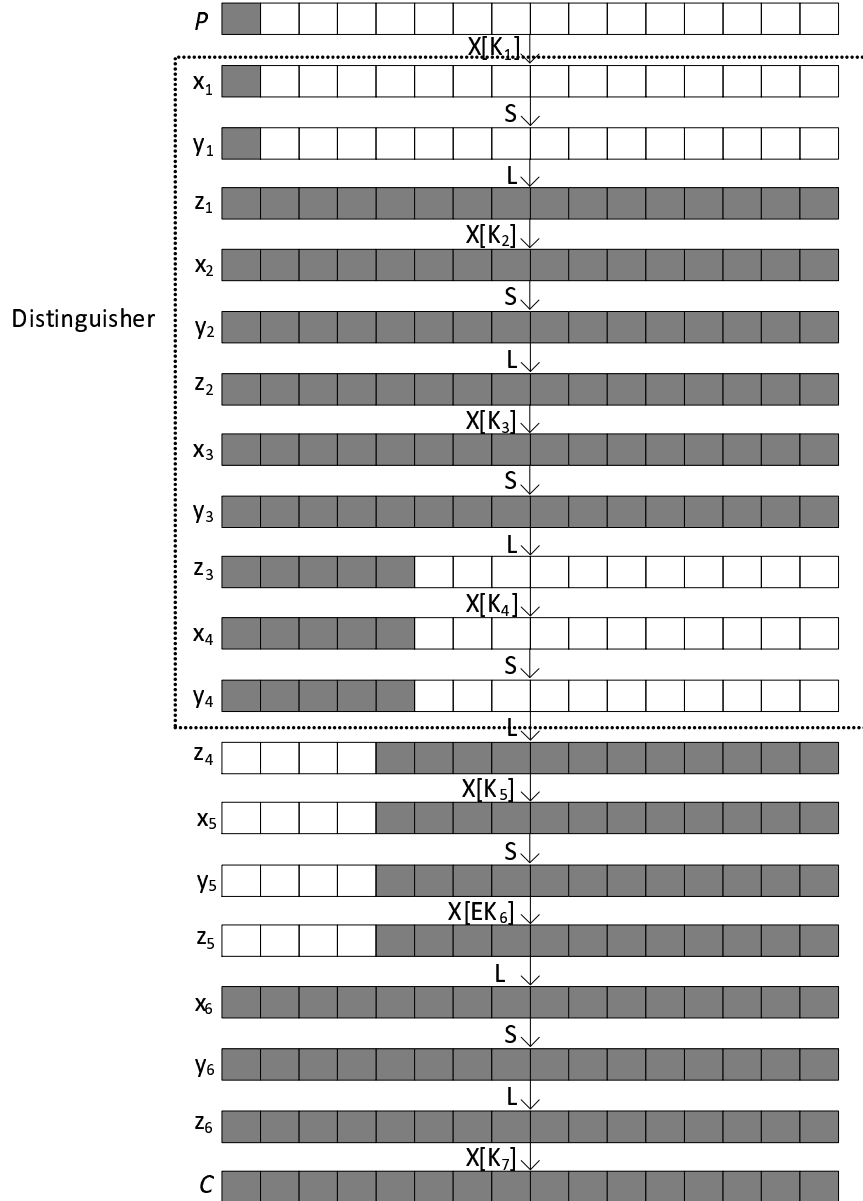 P
X[K₁]
x₁
S
y₁
L
z₁
X[K₂]
x₂
S
Distinguisher
y₂
L
z₂
X[K₃]
x₃
S
y₃
L
z₃
X[K₄]
x₄
S
y₄
L
z₄
X[K₅]
x₅
S
y₅
X[EK₆]
z₅
L
x₆
S
y₆
L
z₆
X[K₇]
C